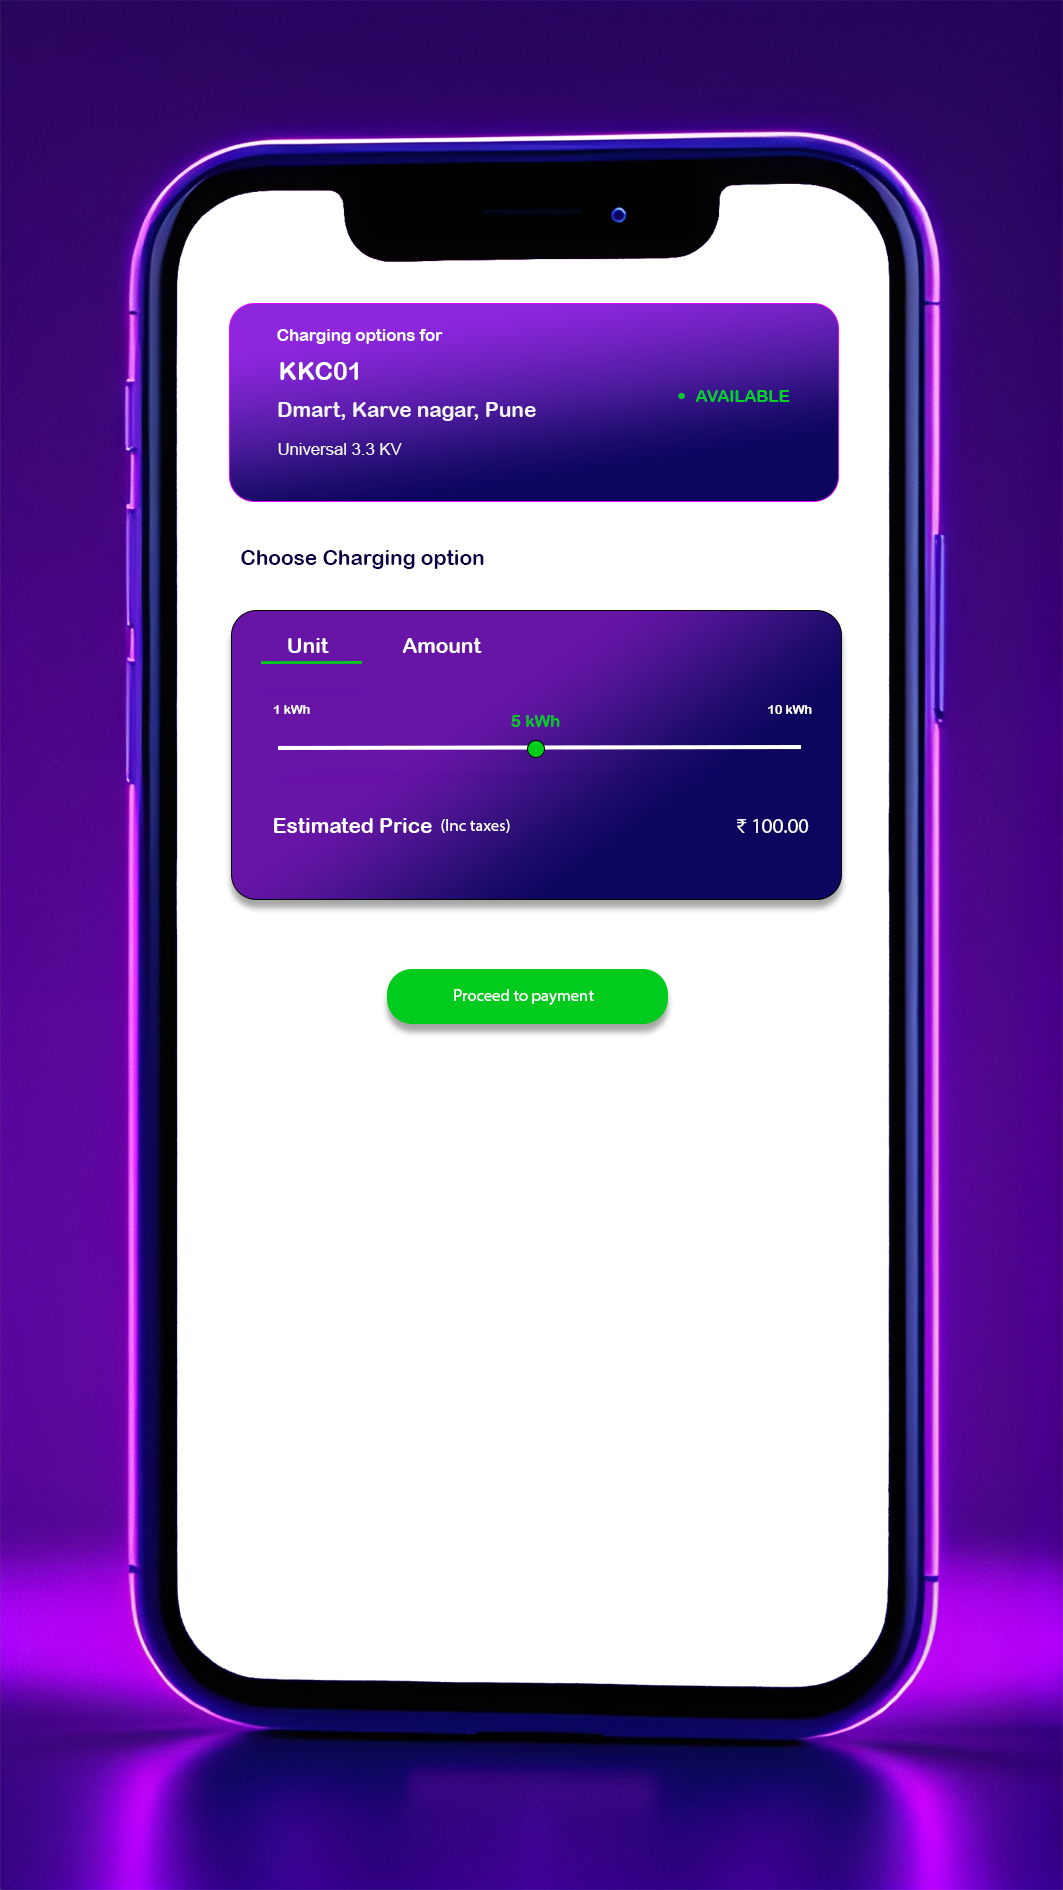 Charging options for
KKC01
Dmart, Karve nagar, Pune
• AVAILABLE
Universal 3.3 KV
Choose Charging option
Unit Amount
1 kWh 5 kWh 10 kWh
Estimated Price (Inc taxes) ₹ 100.00
Proceed to payment